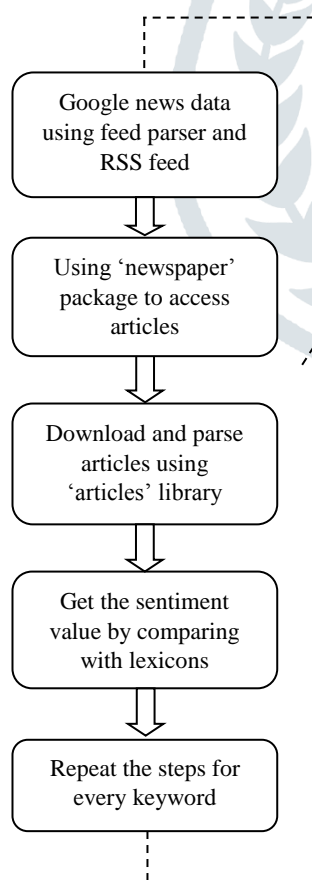 Google news data
using feed parser and
RSS feed
Using ‘newspaper’
package to access
articles
Download and parse
articles using
‘articles’ library
Get the sentiment
value by comparing
with lexicons
Repeat the steps for
every keyword